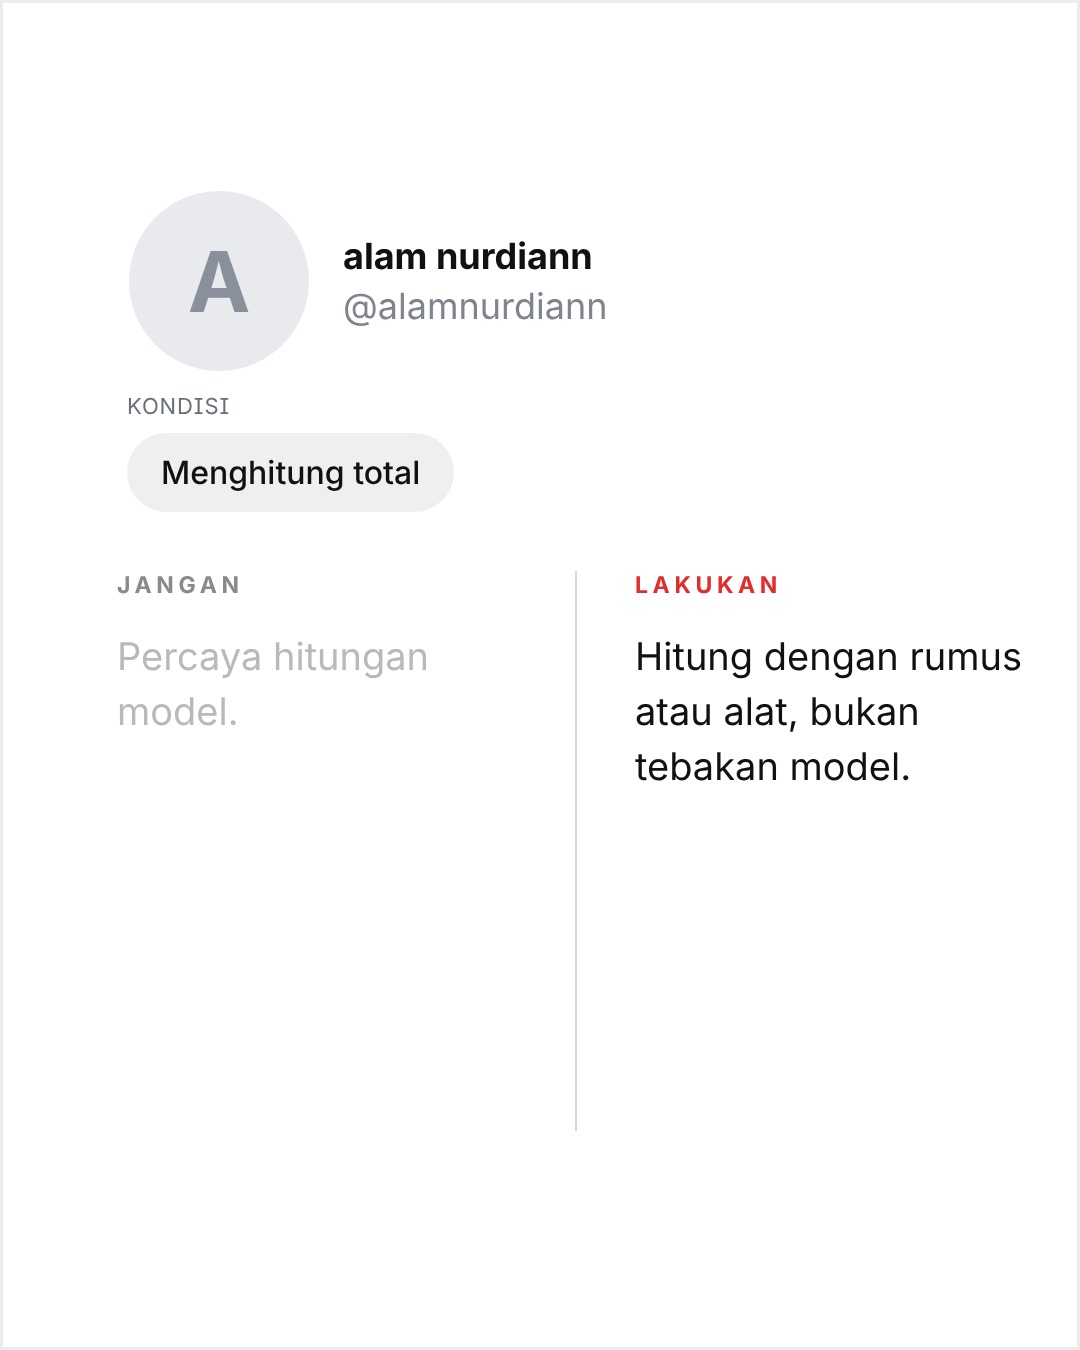 A
alam nurdiann
@alamnurdiann
KONDISI
Menghitung total
JANGAN
Percaya hitungan
model.
LAKUKAN
Hitung dengan rumus
atau alat, bukan
tebakan model.